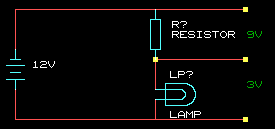 R?
RESISTOR 9V
12V
LP?
3V
LAMP